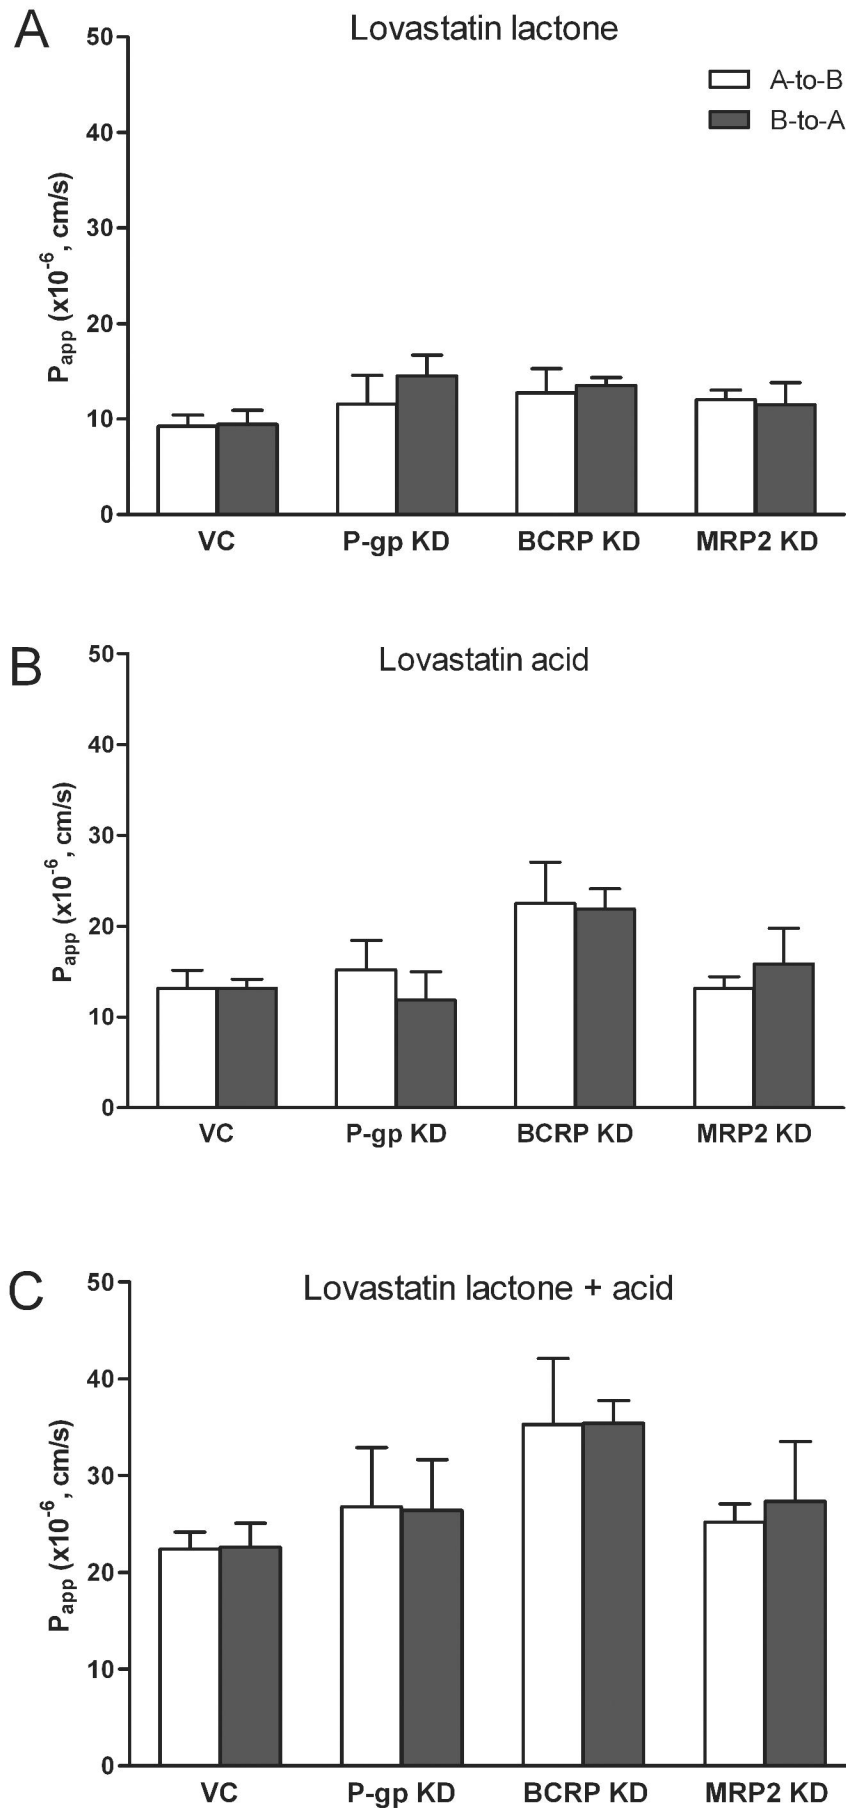 A
Lovastatin lactone
A-to-B
B-to-A
Papp (x10-6 , cm/s)
50
40
30
20
10
0
VC P-gp KD BCRP KD MRP2 KD
B
Lovastatin acid
Papp (x10-6 , cm/s)
50
40
30
20
10
0
VC P-gp KD BCRP KD MRP2 KD
C
Lovastatin lactone + acid
Papp (x10-6 , cm/s)
50
40
30
20
10
0
VC P-gp KD BCRP KD MRP2 KD